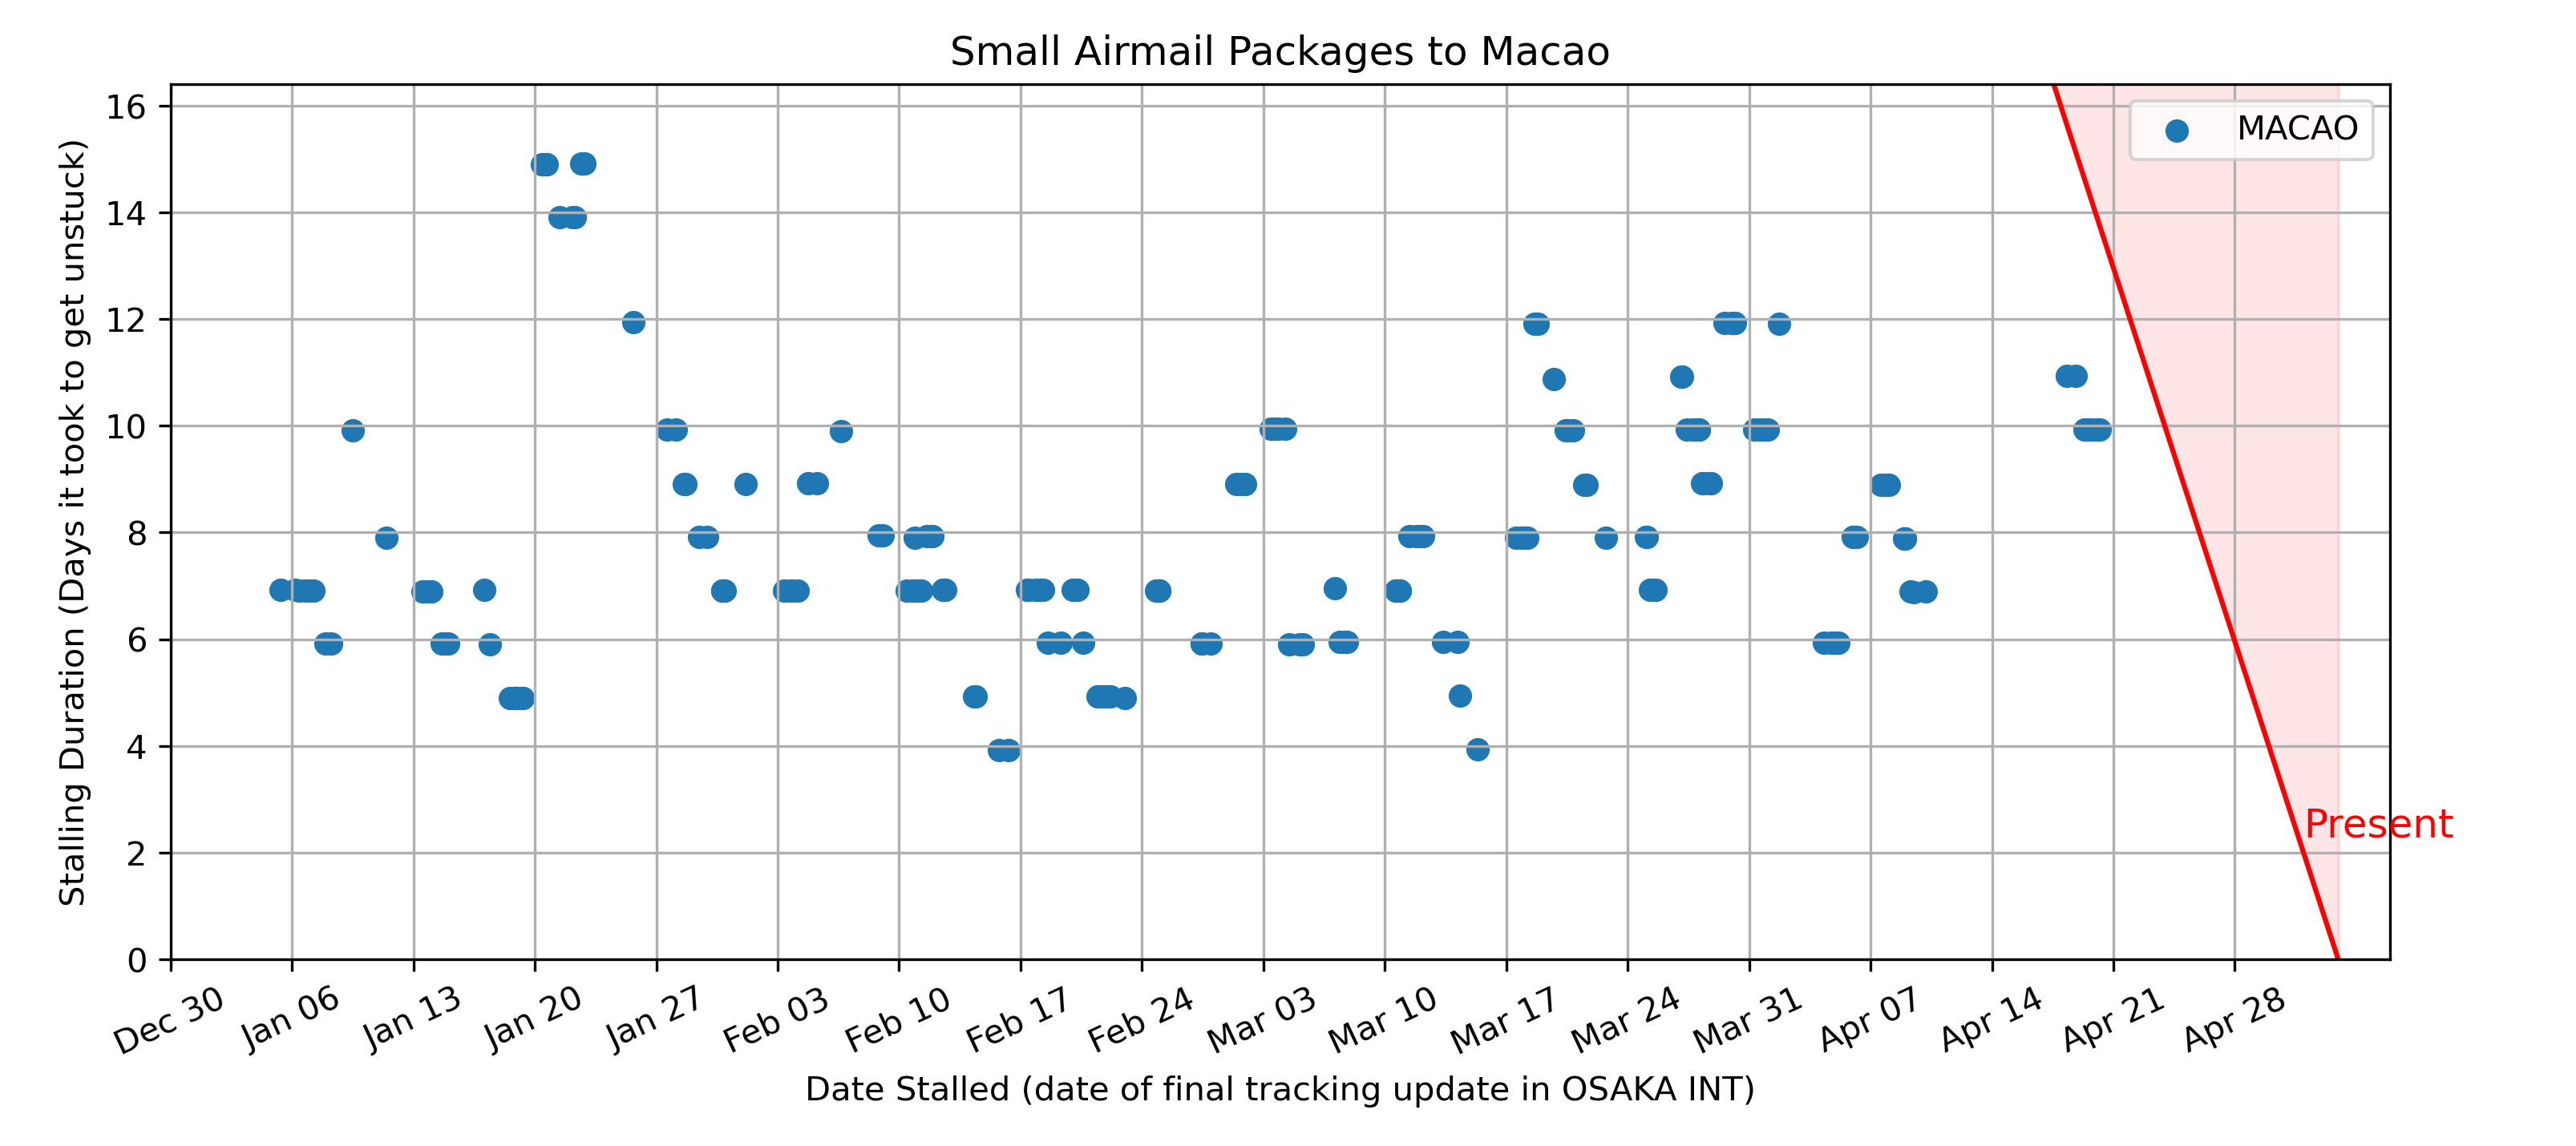 Small Airmail Packages to Macao
Stalling Duration (Days it took to get unstuck)
16
14
12
10
8
6
4
2
0
MACAO
Present
Dec 30
Jan 06
Jan 13
Jan 20
Jan 27
Feb 03
Feb 10
Feb 17
Feb 24
Mar 03
Mar 10
Mar 17
Mar 24
Mar 31
Apr 07
Apr 14
Apr 21
Apr 28
Date Stalled (date of final tracking update in OSAKA INT)